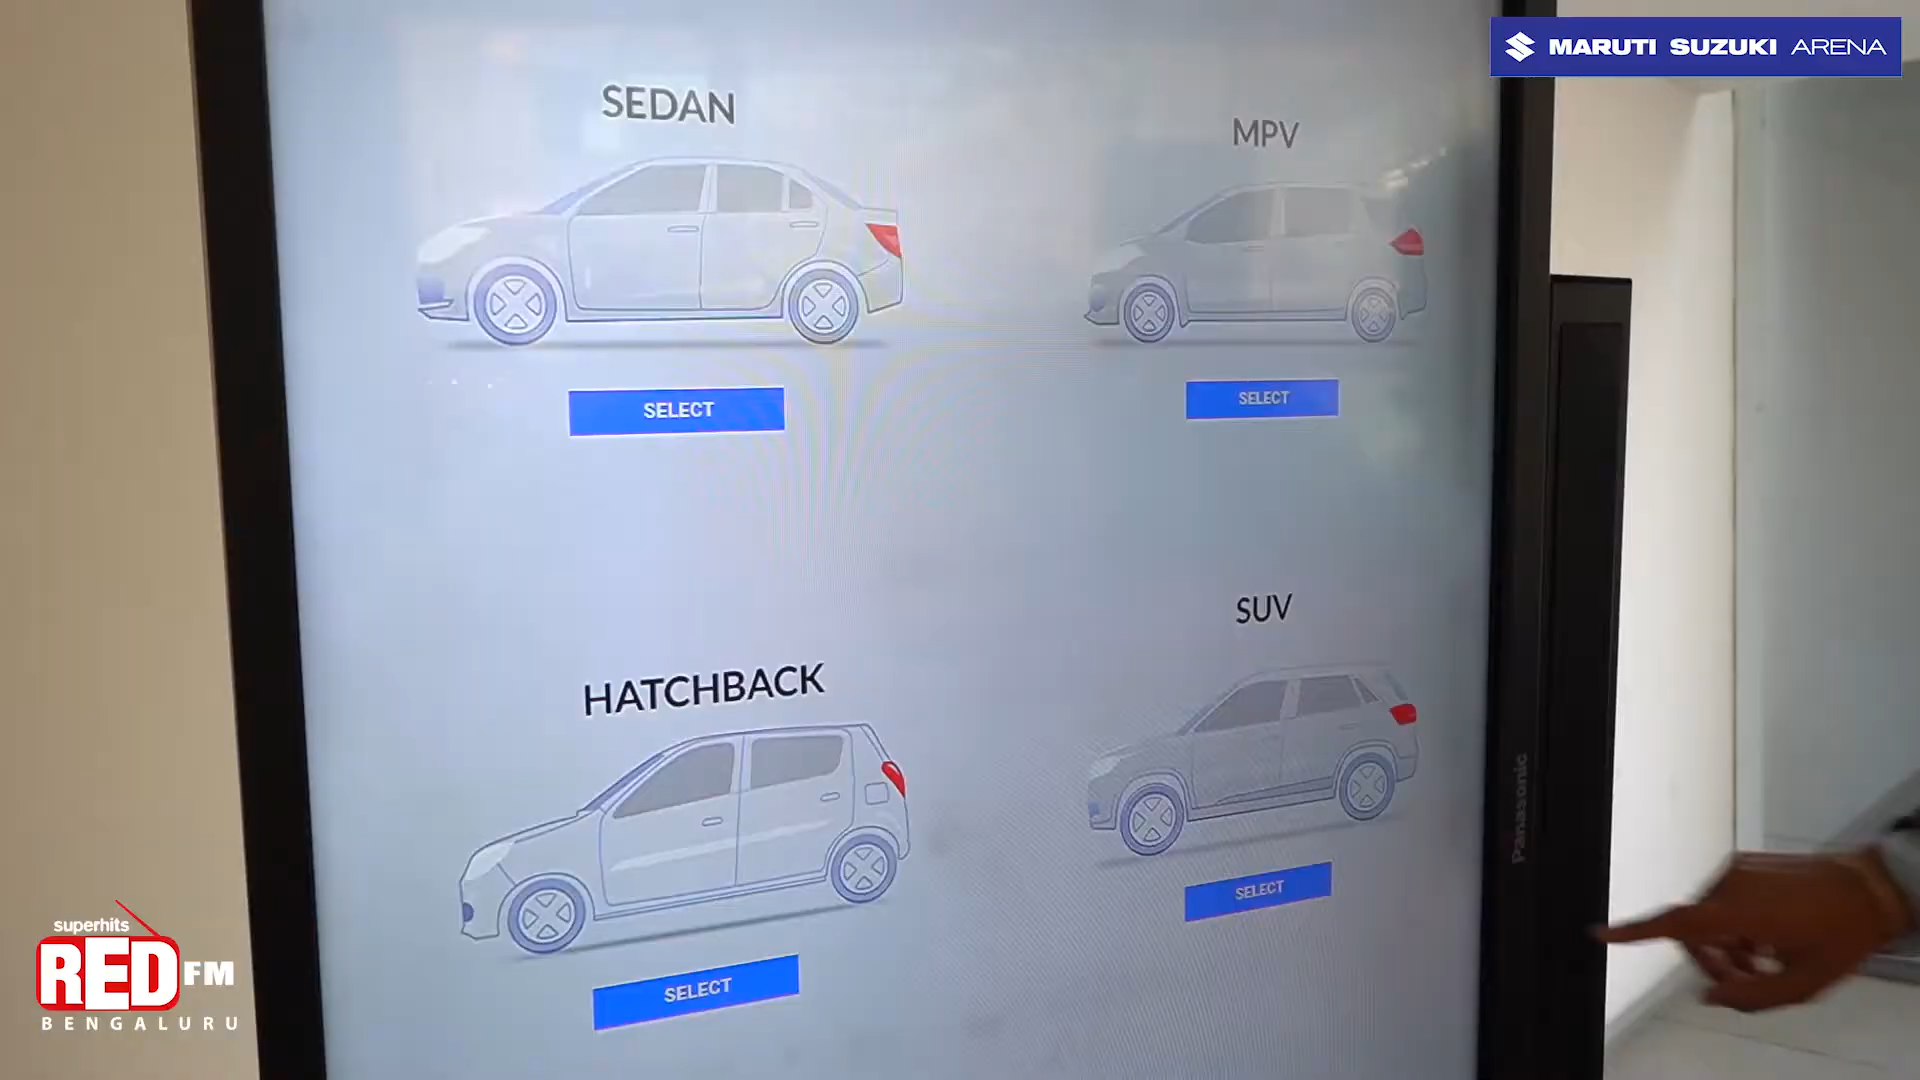 MARUTI SUZUKI ARENA
SEDAN
MPV
SELECT
SELECT
HATCHBACK
SUV
SELECT
SELECT
Panasonic
superhits
RED FM
BENGALURU